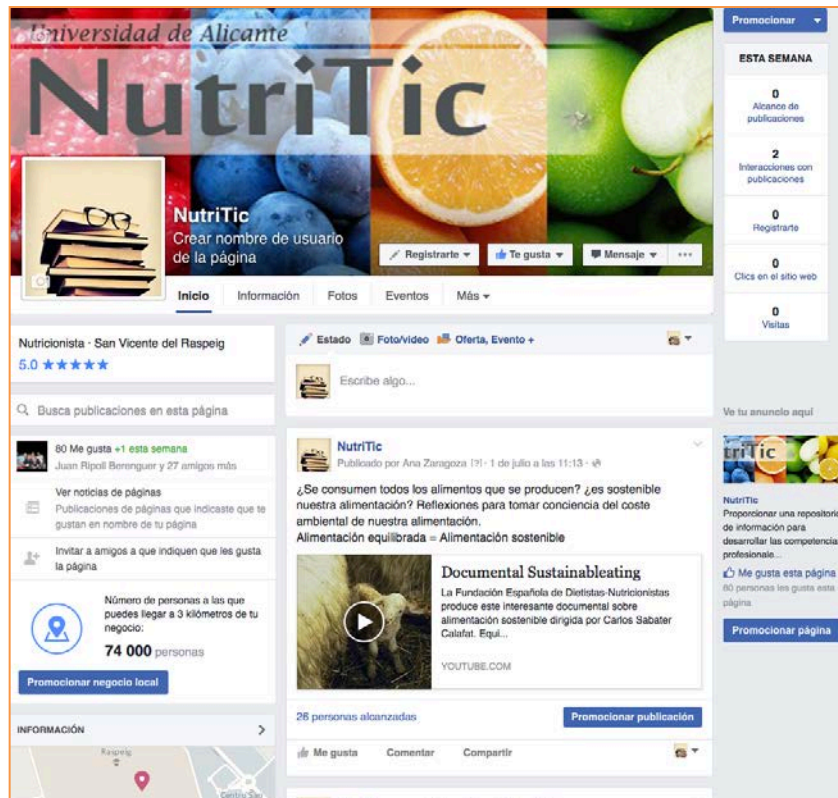 Universidad de Alicante
NutriTic
NutriTic
Crear nombre de usuario
de la página
Registrarte
Te gusta
Mensaje
Inicio Información Fotos Eventos Más
Promocionar
ESTA SEMANA
0
Alcance de
publicaciones
2
Interacciones con
publicaciones
0
Registrarte
0
Clics en el sitio web
0
Visitas
Nutricionista · San Vicente del Raspeig
5.0 ★★★★★
Busca publicaciones en esta página
80 Me gusta +1 esta semana
Juan Ripoll Berenguer y 27 amigos más
Ver noticias de páginas
Publicaciones de páginas que indicaste que te
gustan en nombre de tu página
Invitar a amigos a que indiquen que les gusta
la página
Número de personas a las que
puedes llegar a 3 kilómetros de tu
negocio:
74 000 personas
Promocionar negocio local
INFORMACIÓN
Raspeig
Centro San
Estado Foto/vídeo Oferta, Evento +
Escribe algo...
NutriTic
Publicado por Ana Zaragoza [?] · 1 de julio a las 11:13 ·
¿Se consumen todos los alimentos que se producen? ¿es sostenible
nuestra alimentación? Reflexiones para tomar conciencia del coste
ambiental de nuestra alimentación.
Alimentación equilibrada = Alimentación sostenible
Documental Sustainableating
La Fundación Española de Dietistas-Nutricionistas
produce este interesante documental sobre
alimentación sostenible dirigida por Carlos Sabater
Calafat. Equi...
YOUTUBE.COM
26 personas alcanzadas
Promocionar publicación
Me gusta Comentar Compartir
Ve tu anuncio aquí
triTic
NutriTic
Proporcionar una repositorio
de información para
desarrollar las competencia
profesionale...
Me gusta esta página
80 personas les gusta esta
página
Promocionar página